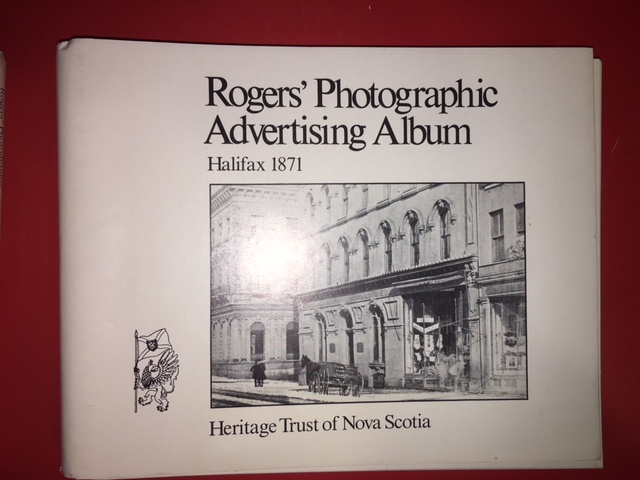 Rogers' Photographic
Advertising Album
Halifax 1871
Heritage Trust of Nova Scotia